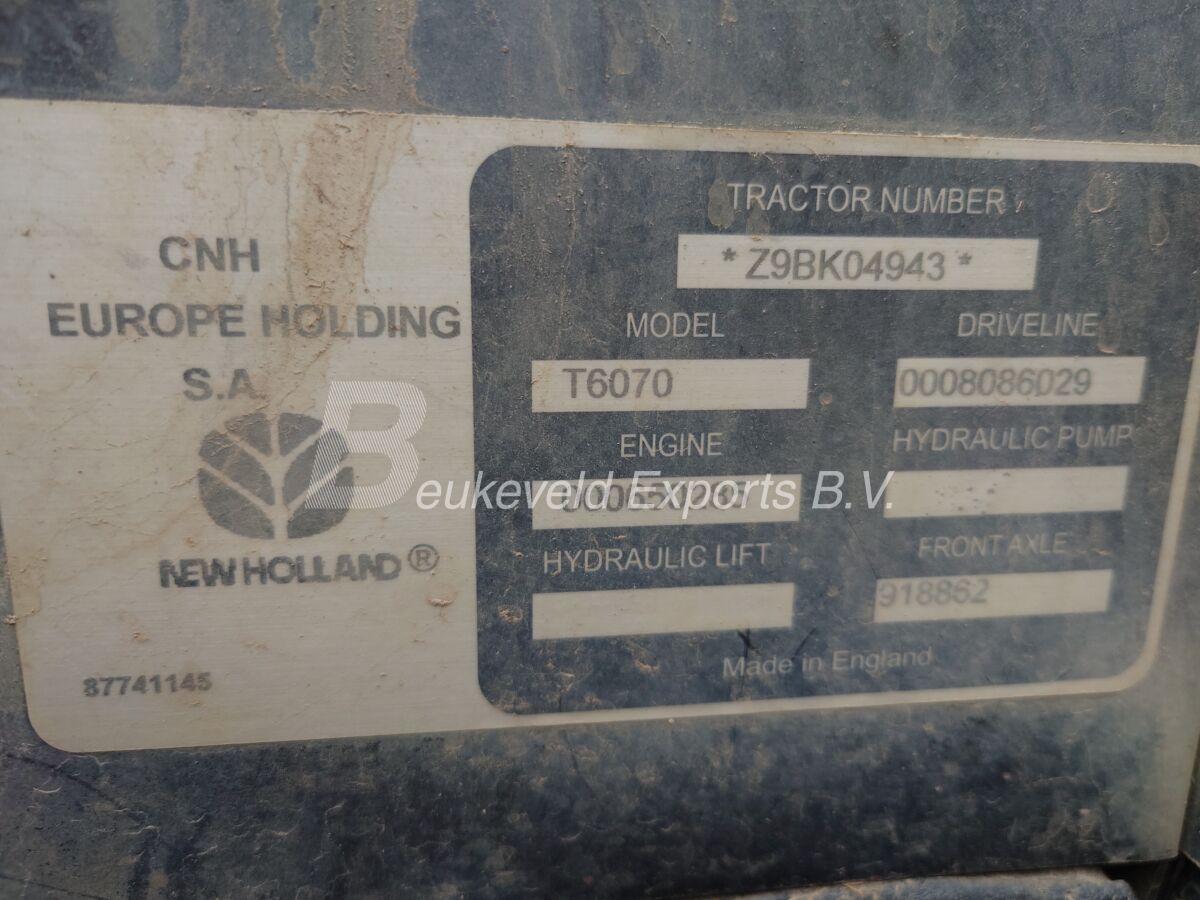 CNH
EUROPE HOLDING
S.A
NEW HOLLAND®
87741145
TRACTOR NUMBER
*Z9BK04943*
MODEL
DRIVELINE
T6070
0008086029
ENGINE
HYDRAULIC PUMP
Beukeveld Exports B.V.
HYDRAULIC LIFT
FRONT AXLE
918862
Made in England